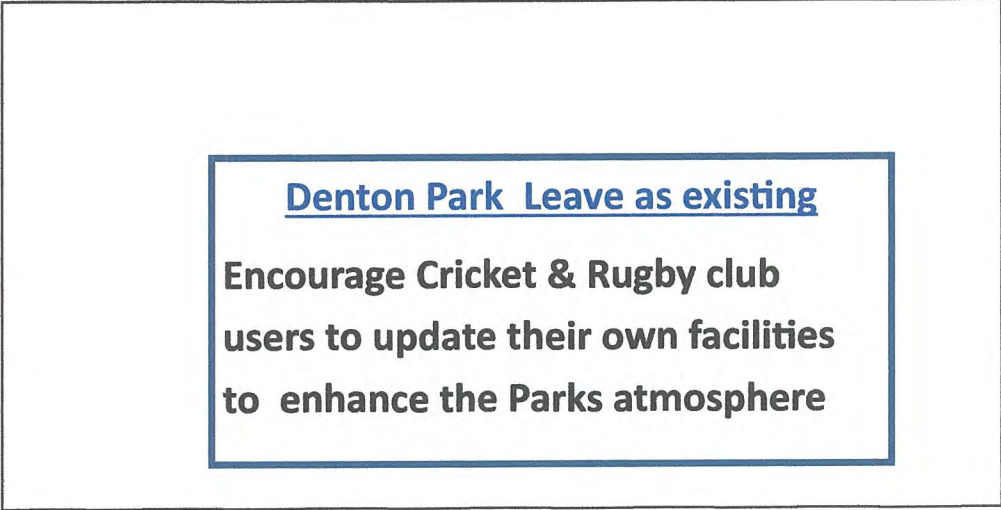 Denton Park  Leave as existing
Encourage Cricket & Rugby club
users to update their own facilities
to  enhance the Parks atmosphere